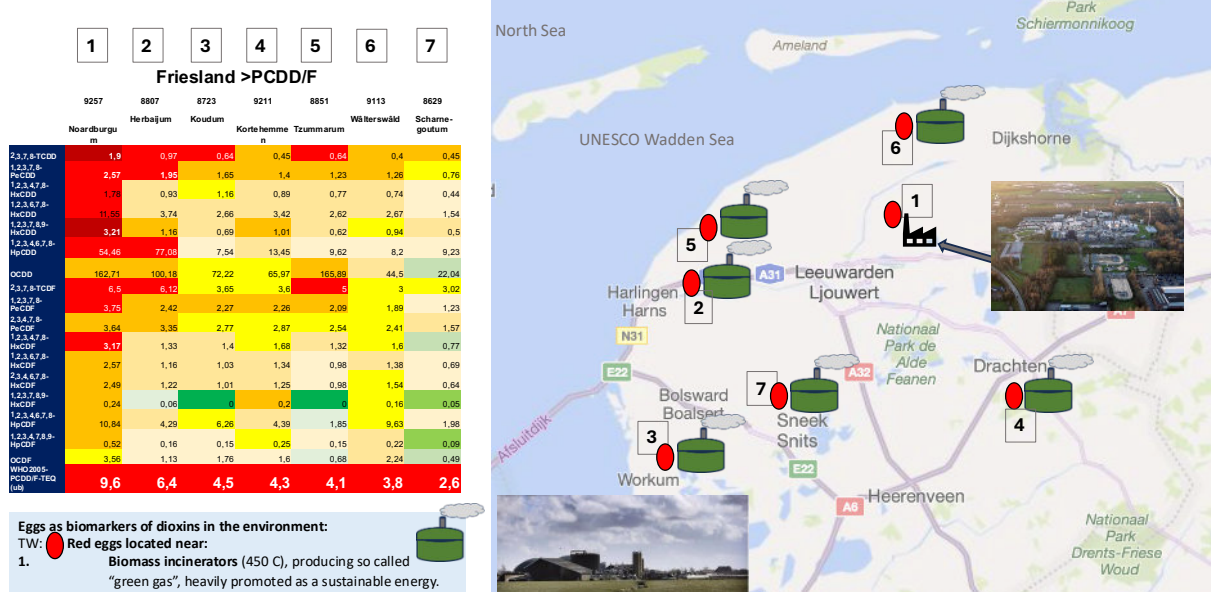 1 2 3 4 5 6 7
Friesland >PCDD/F
9257 8807 8723 9211 8851 9113 8629
Noardburgu
m
Herbaijum
Koudum
Kortehemme
n
Tzummarum
Wâlterswâld
Scharne-
goutum
2,3,7,8-TCDD 1,9 0,97 0,64 0,45 0,64 0,4 0,45
1,2,3,7,8-
PeCDD 2,57 1,95 1,65 1,4 1,23 1,26 0,76
1,2,3,4,7,8-
HxCDD 1,76 0,93 1,16 0,89 0,77 0,74 0,44
1,2,3,6,7,8-
HxCDD 11,55 3,74 2,66 3,42 2,62 2,67 1,54
1,2,3,7,8,9-
HxCDD 3,21 1,16 0,69 1,01 0,62 0,94 0,5
1,2,3,4,6,7,8-
HpCDD 54,46 77,08 7,54 13,45 9,62 8,2 9,23
OCDD 162,71 100,18 72,22 65,97 165,89 44,5 22,04
2,3,7,8-TCDF 6,5 6,12 3,65 3,6 5 3 3,02
1,2,3,7,8-
PeCDF 3,75 2,42 2,27 2,26 2,09 1,89 1,23
2,3,4,7,8-
PeCDF 3,64 3,35 2,77 2,87 2,54 2,41 1,57
1,2,3,4,7,8-
HxCDF 3,17 1,33 1,4 1,68 1,32 1,6 0,77
1,2,3,6,7,8-
HxCDF 2,57 1,16 1,03 1,34 0,98 1,38 0,69
2,3,4,6,7,8-
HxCDF 2,49 1,22 1,01 1,25 0,98 1,54 0,64
1,2,3,7,8,9-
HxCDF 0,24 0,06 0 0,2 0 0,16 0,05
1,2,3,4,6,7,8-
HpCDF 10,84 4,29 6,26 4,39 1,85 9,63 1,98
1,2,3,4,7,8,9-
HpCDF 0,52 0,16 0,15 0,25 0,15 0,22 0,09
OCDF 3,56 1,13 1,76 1,6 0,68 2,24 0,49
WHO2005-
PCDD/F-TEQ
(ub) 9,6 6,4 4,5 4,3 4,1 3,8 2,6
Eggs as biomarkers of dioxins in the environment:
TW: Red eggs located near:
1. Biomass incinerators (450 C), producing so called
"green gas", heavily promoted as a sustainable energy.
North Sea
Park
Schiermonnikoog
Ameland
UNESCO Wadden Sea
6
Dijkshorne
1
5
A31
Leeuwarden
Ljouwert
Harlingen
Harns
2
N31
Nationaal
Park de
Alde
Feanen
E22
A32
Drachten
7
Bolsward
Boalsert
Sneek
Snits
4
Afsluitdijk
3
E22
Workum
A6
Heerenveen
Nationaal
Park
Drents-Friese
Woud